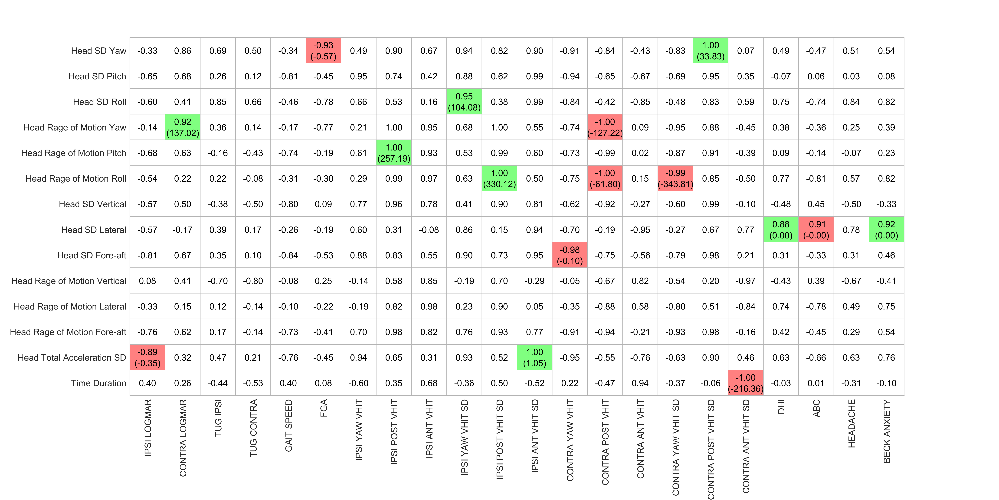 Head SD Yaw -0.33 0.86 0.69 0.50 -0.34 -0.93 (-0.57) 0.49 0.90 0.67 0.94 0.82 0.90 -0.91 -0.84 -0.43 -0.83 1.00 (33.83) 0.07 0.49 -0.47 0.51 0.54
Head SD Pitch -0.65 0.68 0.26 0.12 -0.81 -0.45 0.95 0.74 0.42 0.88 0.62 0.99 -0.94 -0.65 -0.67 -0.69 0.95 0.35 -0.07 0.06 0.03 0.08
Head SD Roll -0.60 0.41 0.85 0.66 -0.46 -0.78 0.66 0.53 0.16 0.95 (104.08) 0.38 0.99 -0.84 -0.42 -0.85 -0.48 0.83 0.59 0.75 -0.74 0.84 0.82
Head Rage of Motion Yaw -0.14 0.92 (137.02) 0.36 0.14 -0.17 -0.77 0.21 1.00 0.95 0.68 1.00 0.55 -0.74 -1.00 (-127.22) 0.09 -0.95 0.88 -0.45 0.38 -0.36 0.25 0.39
Head Rage of Motion Pitch -0.68 0.63 -0.16 -0.43 -0.74 -0.19 0.61 1.00 (257.19) 0.93 0.53 0.99 0.60 -0.73 -0.99 0.02 -0.87 0.91 -0.39 0.09 -0.14 -0.07 0.23
Head Rage of Motion Roll -0.54 0.22 0.22 -0.08 -0.31 -0.30 0.29 0.99 0.97 0.63 1.00 (330.12) 0.50 -0.75 -1.00 (-61.80) 0.15 -0.99 (-343.81) 0.85 -0.50 0.77 -0.81 0.57 0.82
Head SD Vertical -0.57 0.50 -0.38 -0.50 -0.80 0.09 0.77 0.96 0.78 0.41 0.90 0.81 -0.62 -0.92 -0.27 -0.60 0.99 -0.10 -0.48 0.45 -0.50 -0.33
Head SD Lateral -0.57 -0.17 0.39 0.17 -0.26 -0.19 0.60 0.31 -0.08 0.86 0.15 0.94 -0.70 -0.19 -0.95 -0.27 0.67 0.77 0.88 (0.00) -0.91 (-0.00) 0.78 0.92 (0.00)
Head SD Fore-aft -0.81 0.67 0.35 0.10 -0.84 -0.53 0.88 0.83 0.55 0.90 0.73 0.95 -0.98 (-0.10) -0.75 -0.56 -0.79 0.98 0.21 0.31 -0.33 0.31 0.46
Head Rage of Motion Vertical 0.08 0.41 -0.70 -0.80 -0.08 0.25 -0.14 0.58 0.85 -0.19 0.70 -0.29 -0.05 -0.67 0.82 -0.54 0.20 -0.97 -0.43 0.39 -0.67 -0.41
Head Rage of Motion Lateral -0.33 0.15 0.12 -0.14 -0.10 -0.22 -0.19 0.82 0.98 0.23 0.90 0.05 -0.35 -0.88 0.58 -0.80 0.51 -0.84 0.74 -0.78 0.49 0.75
Head Rage of Motion Fore-aft -0.76 0.62 0.17 -0.14 -0.73 -0.41 0.70 0.98 0.82 0.76 0.93 0.77 -0.91 -0.94 -0.21 -0.93 0.98 -0.16 0.42 -0.45 0.29 0.54
Head Total Acceleration SD -0.89 (-0.35) 0.32 0.47 0.21 -0.76 -0.45 0.94 0.65 0.31 0.93 0.52 1.00 (1.05) -0.95 -0.55 -0.76 -0.63 0.90 0.46 0.63 -0.66 0.63 0.76
Time Duration 0.40 0.26 -0.44 -0.53 0.40 0.08 -0.60 0.35 0.68 -0.36 0.50 -0.52 0.22 -0.47 0.94 -0.37 -0.06 -1.00 (-216.36) -0.03 0.01 -0.31 -0.10
IPSI LOGMAR
CONTRA LOGMAR
TUG IPSI
TUG CONTRA
GAIT SPEED
FGA
IPSI YAW VHIT
IPSI POST VHIT
IPSI ANT VHIT
IPSI YAW VHIT SD
IPSI POST VHIT SD
IPSI ANT VHIT SD
CONTRA YAW VHIT
CONTRA POST VHIT
CONTRA ANT VHIT
CONTRA YAW VHIT SD
CONTRA POST VHIT SD
CONTRA ANT VHIT SD
DHI
ABC
HEADACHE
BECK ANXIETY